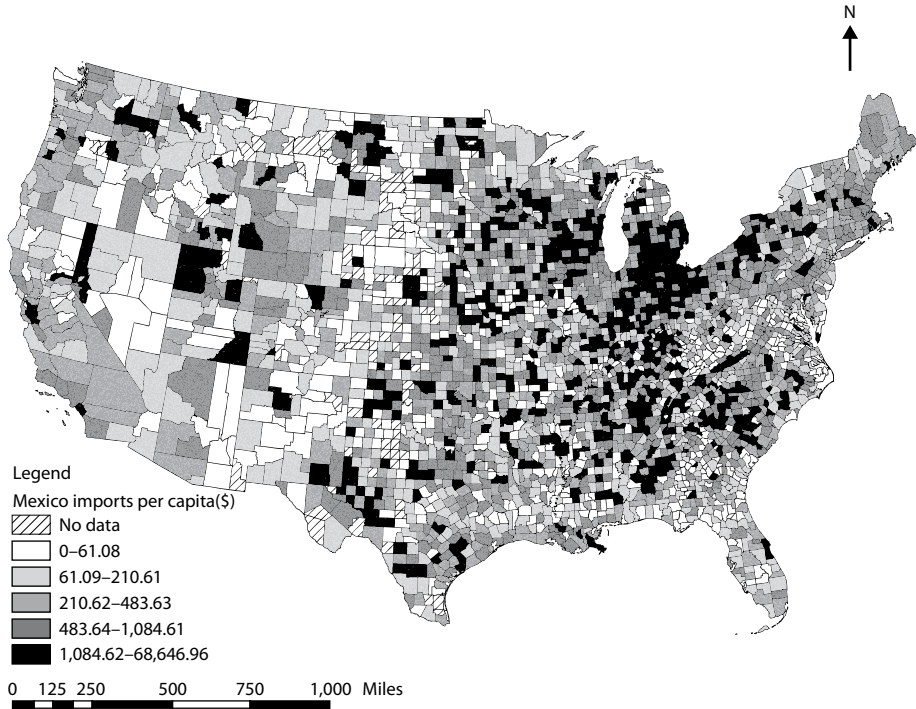 N
Legend
Mexico imports per capita($)
No data
0–61.08
61.09–210.61
210.62–483.63
483.64–1,084.61
1,084.62–68,646.96
0 125 250 500 750 1,000 Miles